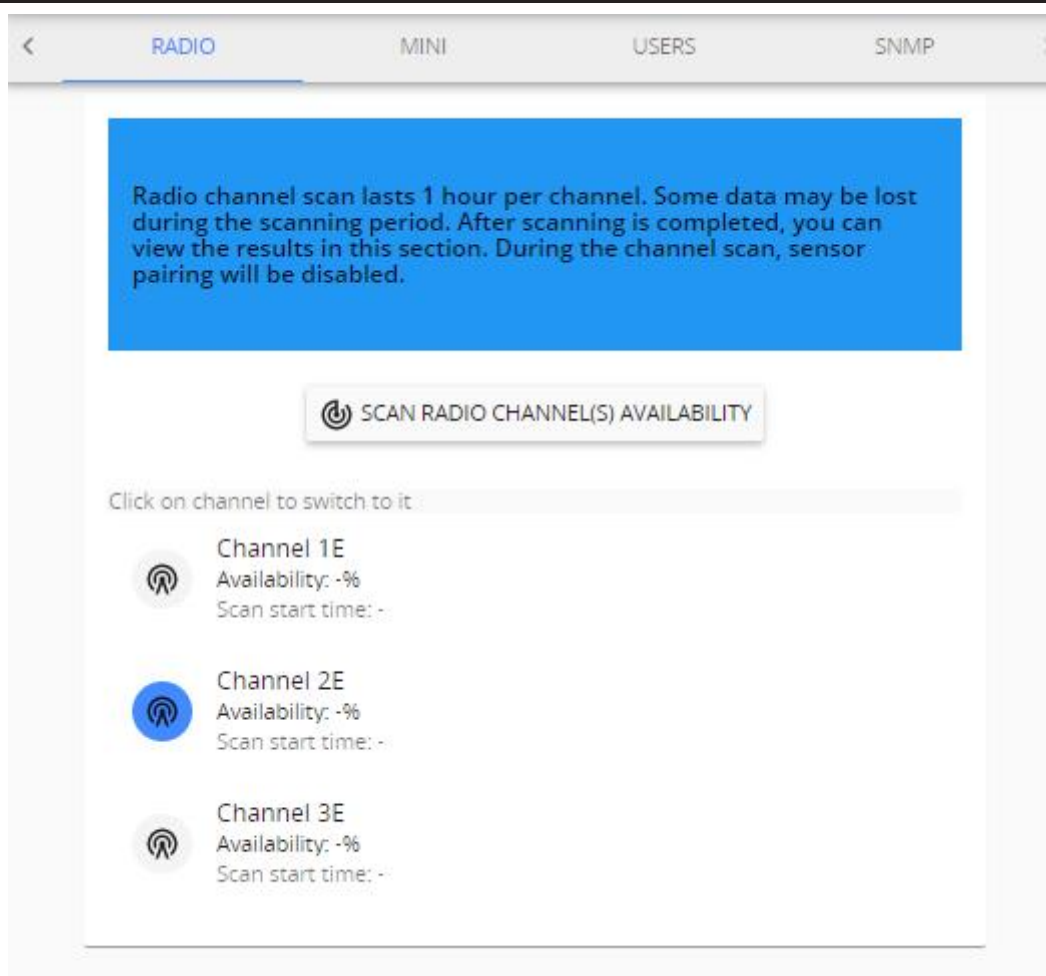 RADIO MINI USERS SNMP
Radio channel scan lasts 1 hour per channel. Some data may be lost
during the scanning period. After scanning is completed, you can
view the results in this section. During the channel scan, sensor
pairing will be disabled.
SCAN RADIO CHANNEL(S) AVAILABILITY
Click on channel to switch to it
Channel 1E
Availability: -%
Scan start time: -
Channel 2E
Availability: -%
Scan start time: -
Channel 3E
Availability: -%
Scan start time: -